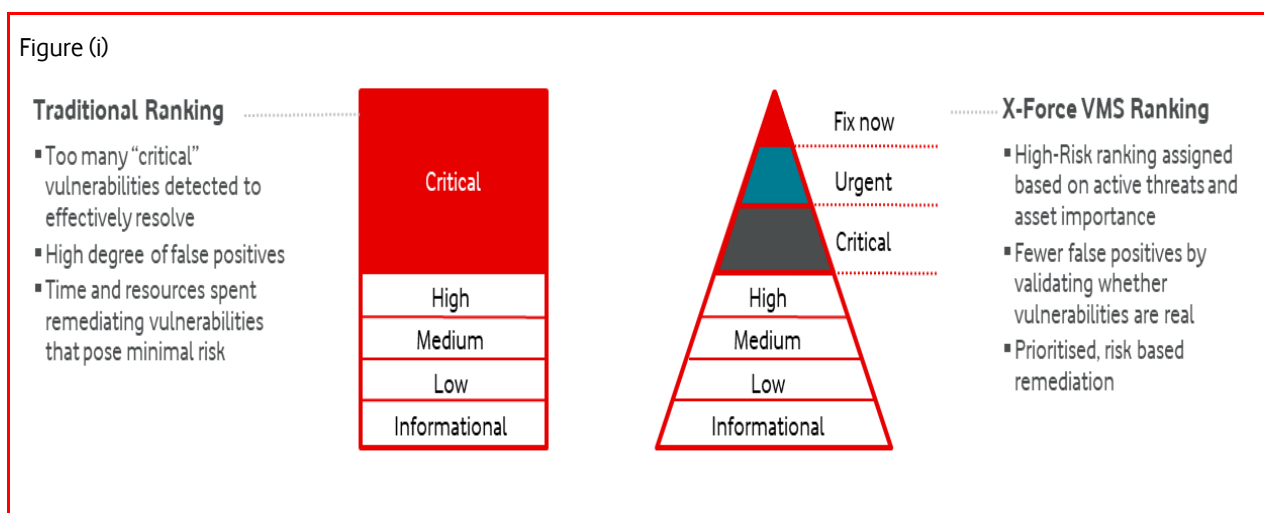 Figure (i)
Traditional Ranking
▪ Too many “critical”
vulnerabilities detected to
effectively resolve
▪ High degree of false positives
▪ Time and resources spent
remediating vulnerabilities
that pose minimal risk
Critical
High
Medium
Low
Informational
Fix now
Urgent
Critical
High
Medium
Low
Informational
X-Force VMS Ranking
▪ High-Risk ranking assigned
based on active threats and
asset importance
▪ Fewer false positives by
validating whether
vulnerabilities are real
▪ Prioritised, risk based
remediation